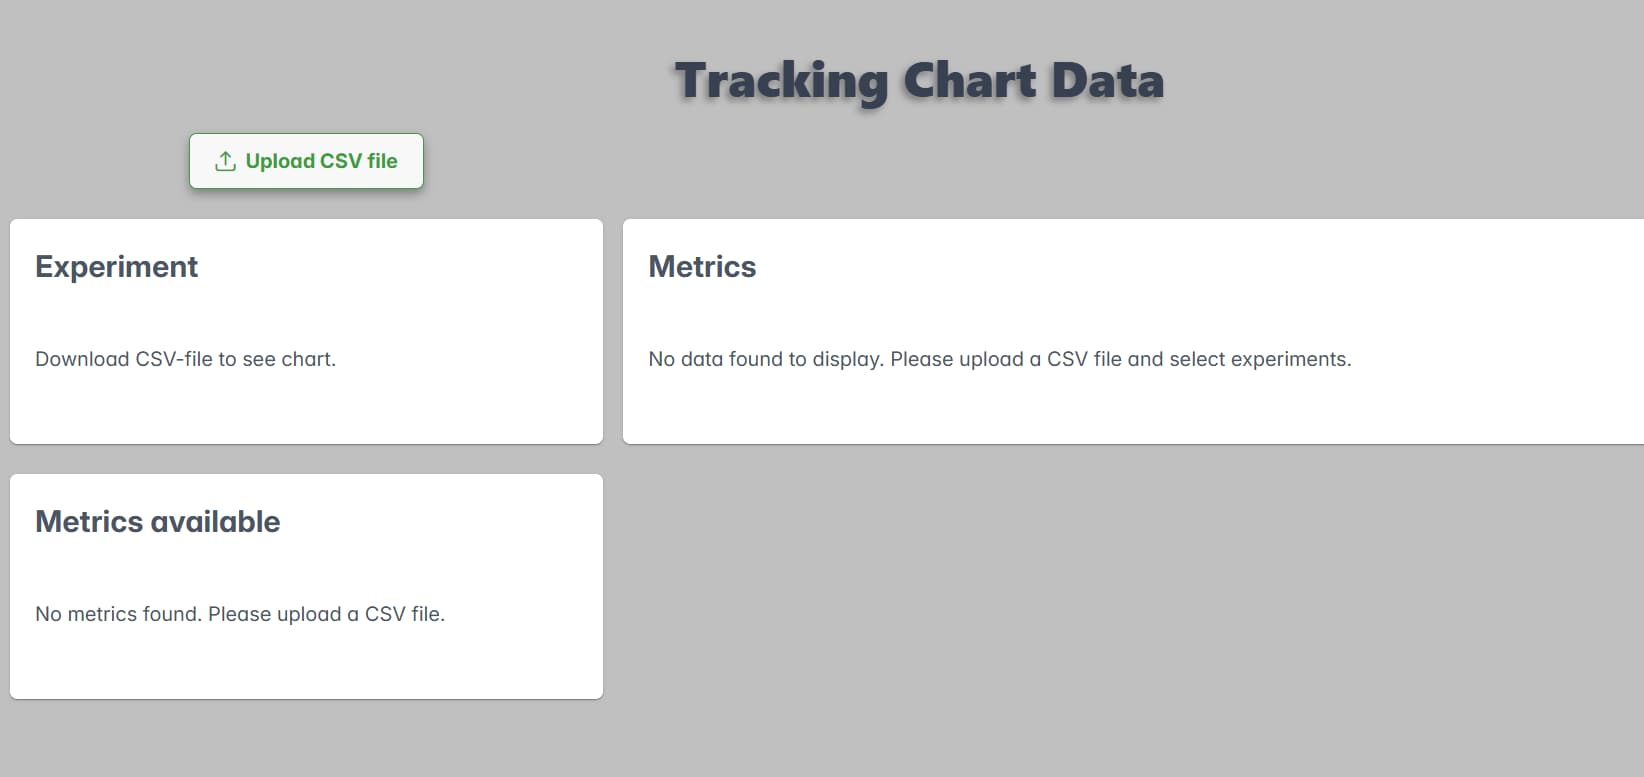 Tracking Chart Data
Upload CSV file
Experiment
Download CSV-file to see chart.
Metrics
No data found to display. Please upload a CSV file and select experiments.
Metrics available
No metrics found. Please upload a CSV file.